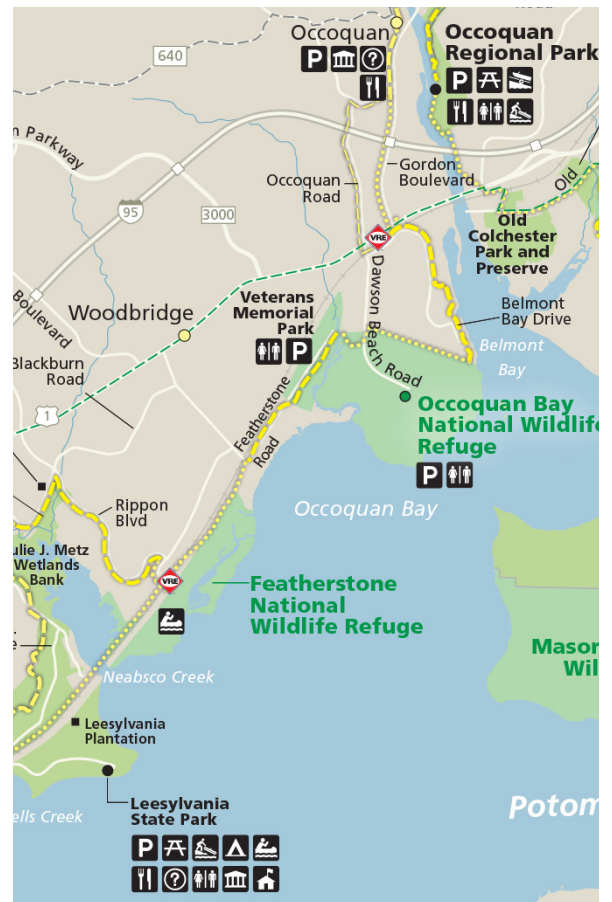 Road
Occoquan
P
?
Occoquan
Regional Park
P
640
n Parkway
Gordon
Boulevard
Occoquan
Road
Old
95
3000
VRE
Old
Colchester
Park and
Preserve
Dawson Beach Road
Boulevard
Woodbridge
Veterans
Memorial
Park
P
Belmont
Bay Drive
Belmont
Bay
Blackburn
Road
1
Featherstone
Road
Occoquan Bay
National Wildlife
Refuge
P
Rippon
Blvd
Occoquan Bay
ulie J. Metz
Wetlands
Bank
VRE
Featherstone
National
Wildlife Refuge
e
Mason
Wil
Neabsco Creek
Leesylvania
Plantation
ells Creek
Leesylvania
State Park
P
?
Potom